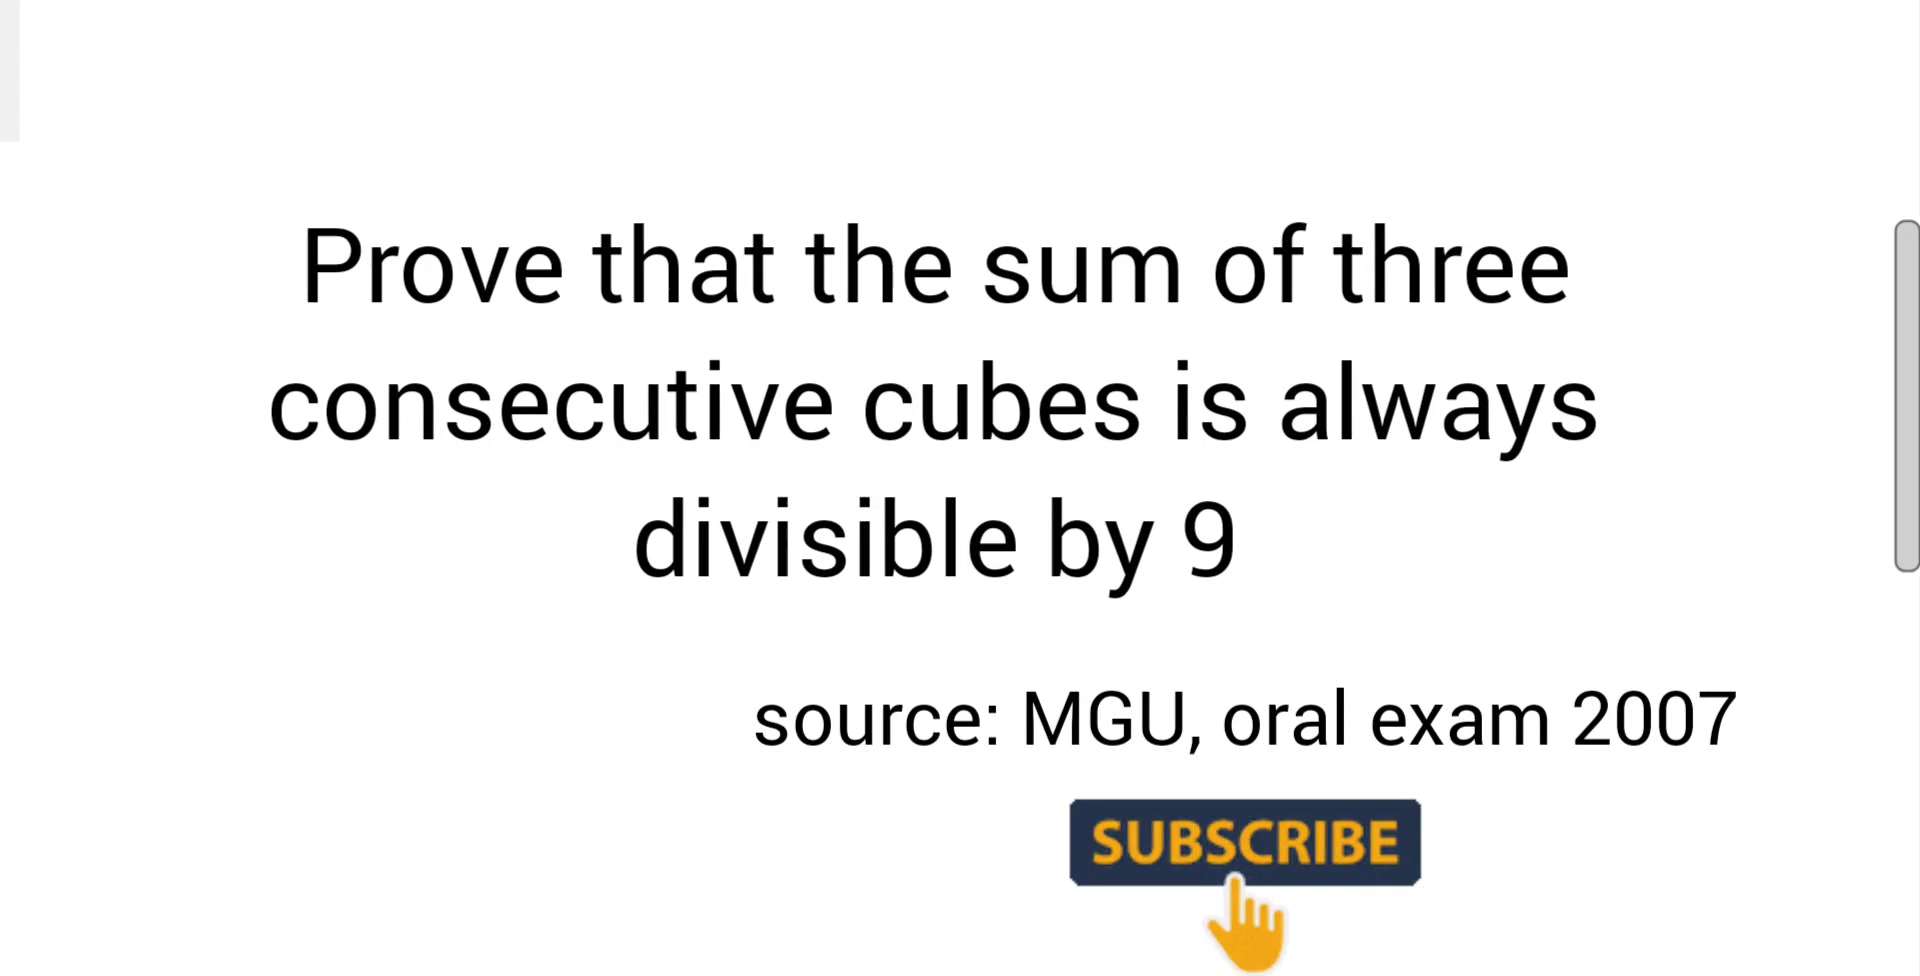 Prove that the sum of three
consecutive cubes is always
divisible by 9
source: MGU, oral exam 2007
SUBSCRIBE